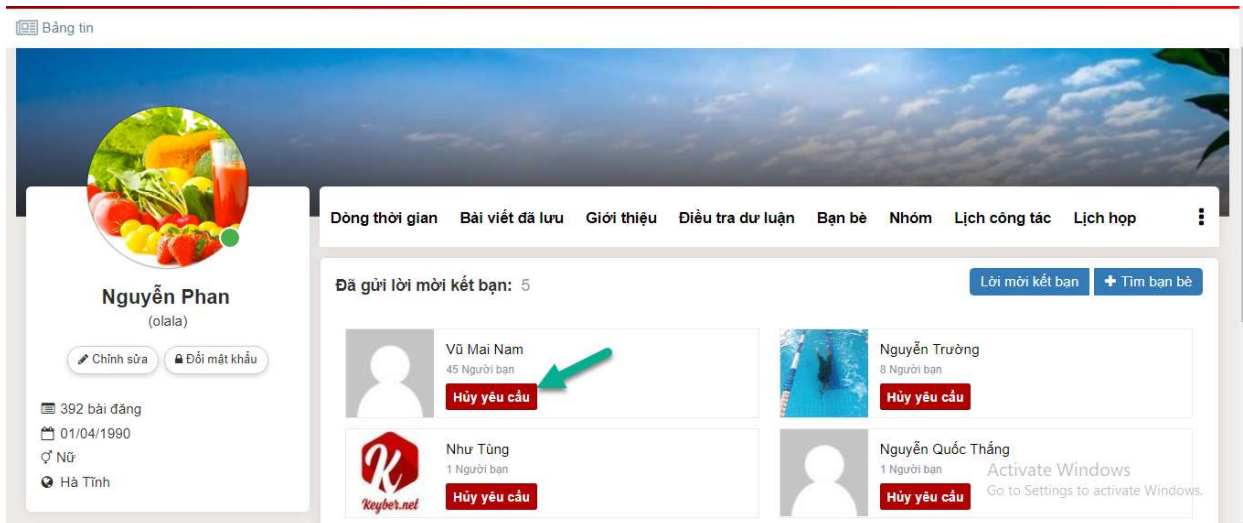 Bảng tin
Dòng thời gian Bài viết đã lưu Giới thiệu Điều tra dư luận Bạn bè Nhóm Lịch công tác Lịch họp
Nguyễn Phan
(olala)
Chỉnh sửa Đổi mật khẩu
392 bài đăng
01/04/1990
Nữ
Hà Tĩnh
Đã gửi lời mời kết bạn: 5
Lời mời kết bạn Tìm bạn bè
Vũ Mai Nam
45 Người bạn
Hủy yêu cầu
Nguyễn Trường
8 Người bạn
Hủy yêu cầu
Như Tùng
1 Người bạn
Hủy yêu cầu
Keyber.net
Nguyễn Quốc Thắng
1 Người bạn
Hủy yêu cầu
Activate Windows
Go to Settings to activate Windows.